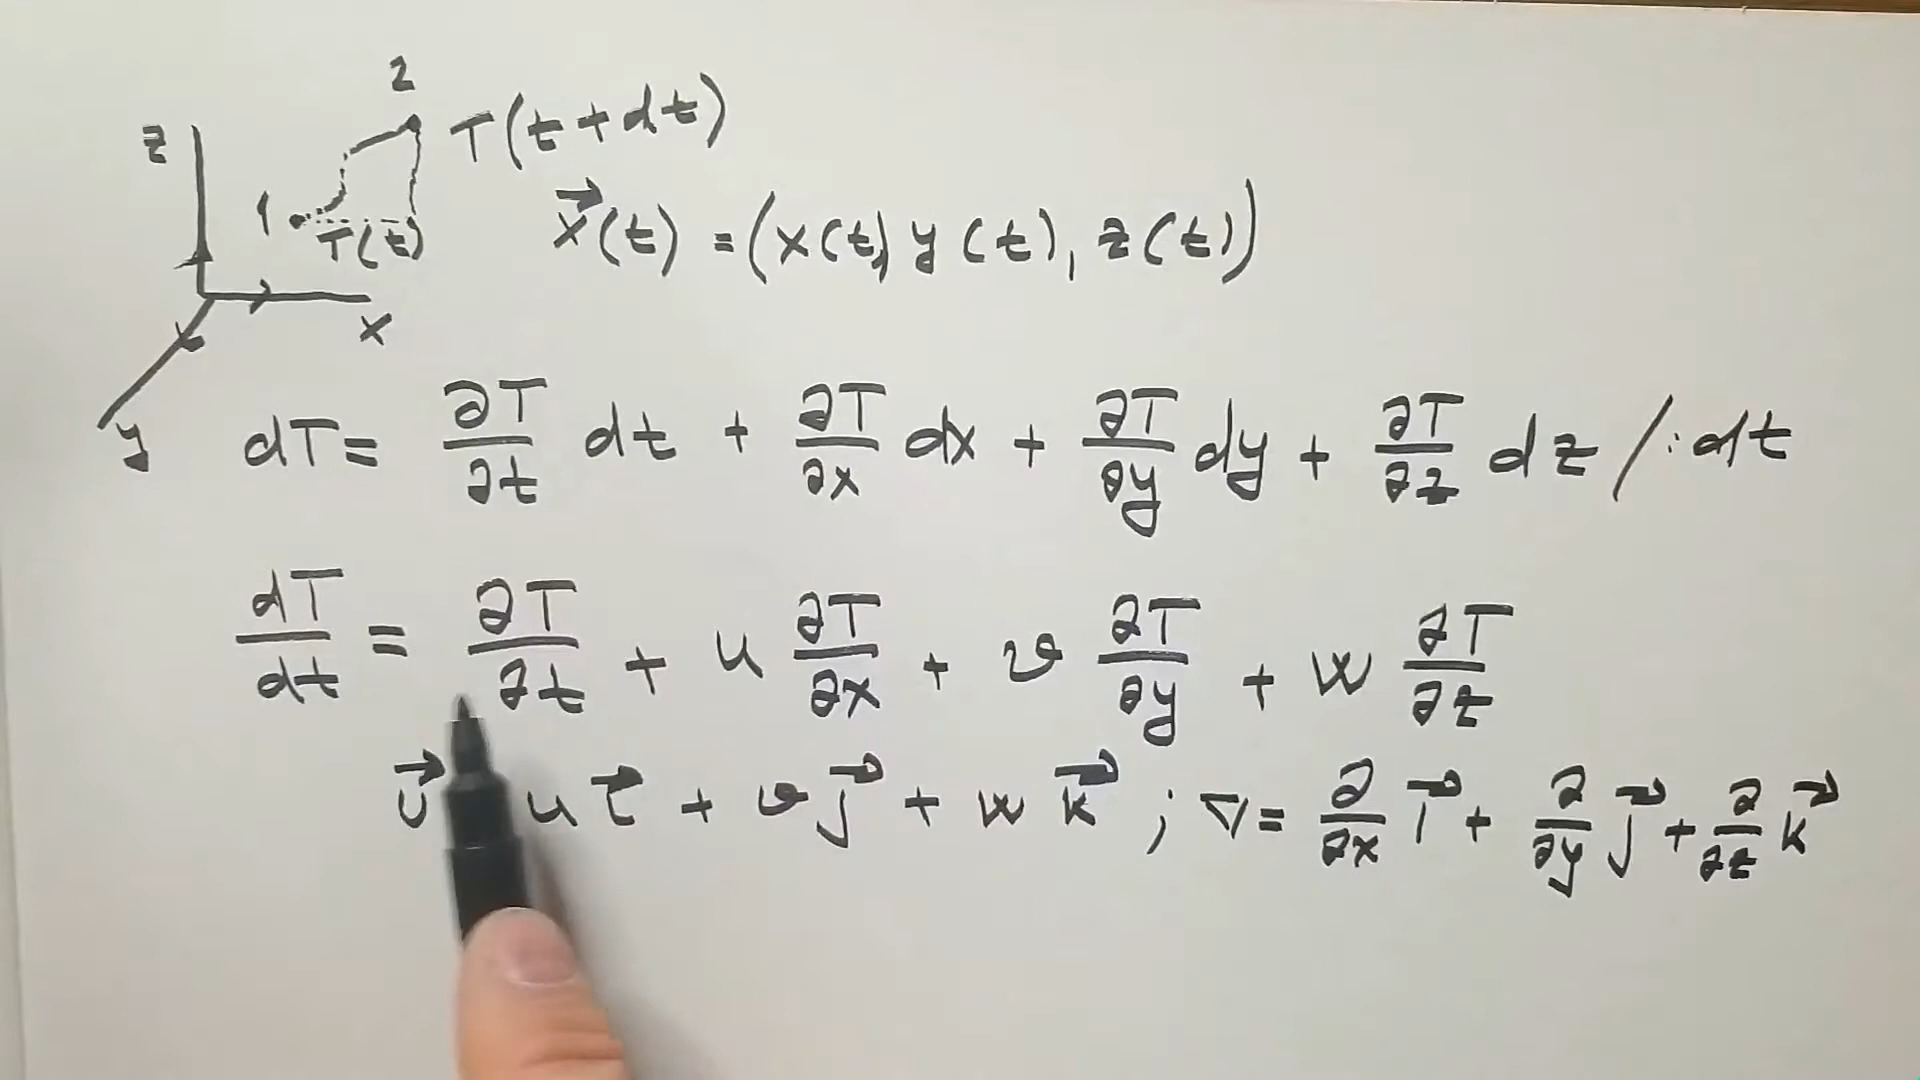 2
z T(t+dt)
1 T(t) x⃗(t) = (x(t) y(t), z(t))
x
y dT = ∂T/∂t dt + ∂T/∂x dx + ∂T/∂y dy + ∂T/∂z dz / : dt
dT/dt = ∂T/∂t + u ∂T/∂x + v ∂T/∂y + w ∂T/∂z
u i⃗ + v j⃗ + w k⃗ ; ∇ = ∂/∂x i⃗ + ∂/∂y j⃗ + ∂/∂z k⃗